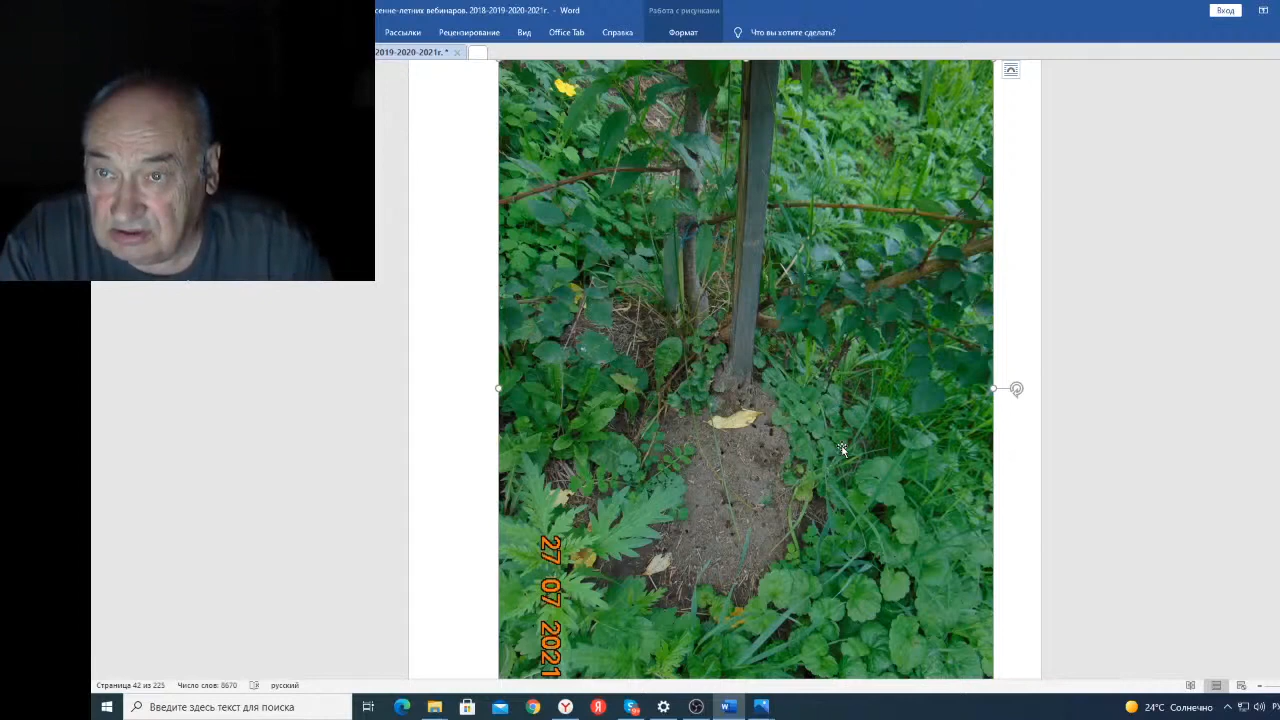 сенне-летних вебинаров. 2018-2019-2020-2021г. - Word
Работа с рисунками
Вход
Рассылки Рецензирование Вид Office Tab Справка Формат Что вы хотите сделать?
2019-2020-2021г. *
27 07 2021
Страница 42 из 225 Число слов: 8670 русский
Введите здесь текст для поиска
24°C Солнечно